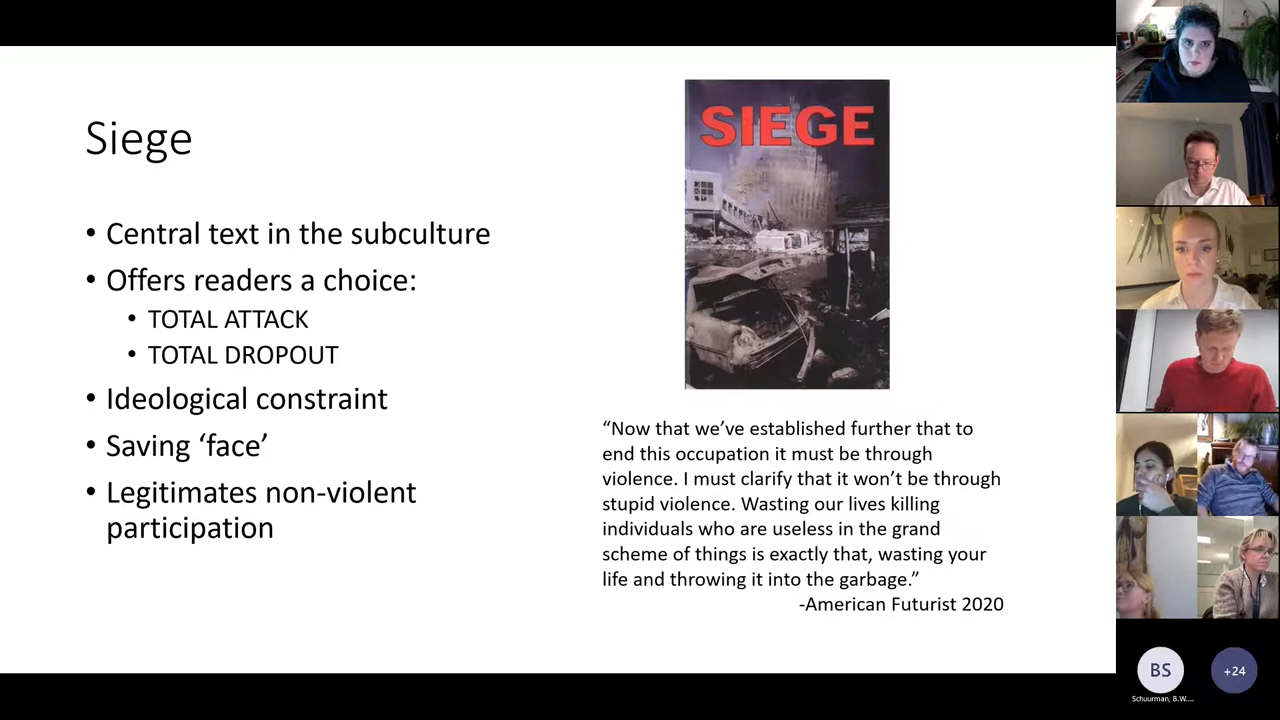 Siege
• Central text in the subculture
• Offers readers a choice:
• TOTAL ATTACK
• TOTAL DROPOUT
• Ideological constraint
• Saving ‘face’
• Legitimates non-violent
participation
SIEGE
“Now that we’ve established further that to
end this occupation it must be through
violence. I must clarify that it won’t be through
stupid violence. Wasting our lives killing
individuals who are useless in the grand
scheme of things is exactly that, wasting your
life and throwing it into the garbage.”
-American Futurist 2020
BS
+24
Schuurman, B.W....